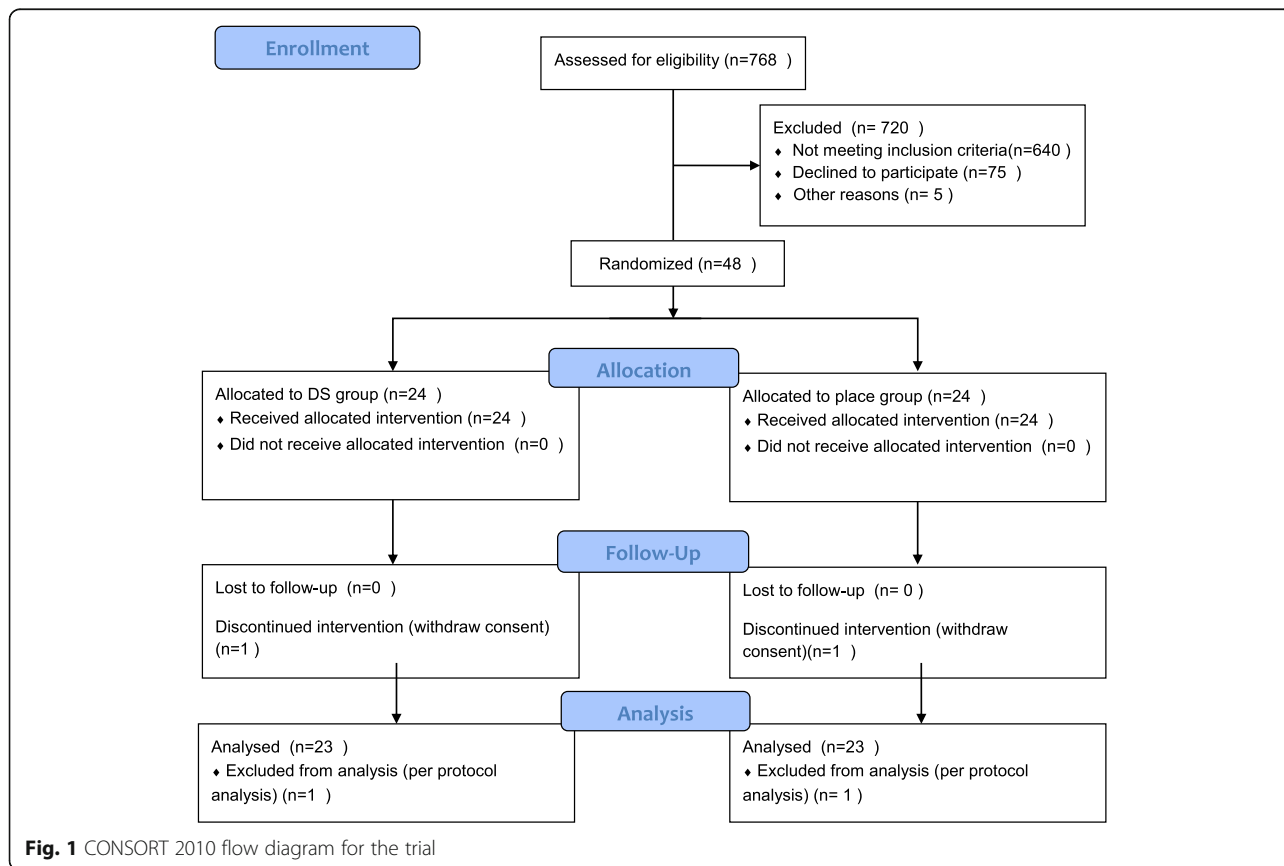 Enrollment
Assessed for eligibility (n=768 )
Excluded (n= 720 )
♦ Not meeting inclusion criteria(n=640 )
♦ Declined to participate (n=75 )
♦ Other reasons (n= 5 )
Randomized (n=48 )
Allocation
Allocated to DS group (n=24 )
♦ Received allocated intervention (n=24 )
♦ Did not receive allocated intervention (n=0 )
Allocated to place group (n=24 )
♦ Received allocated intervention (n=24 )
♦ Did not receive allocated intervention (n=0 )
Follow-Up
Lost to follow-up (n=0 )
Discontinued intervention (withdraw consent)
(n=1 )
Lost to follow-up (n= 0 )
Discontinued intervention (withdraw
consent)(n=1 )
Analysis
Analysed (n=23 )
♦ Excluded from analysis (per protocol
analysis) (n=1 )
Analysed (n=23 )
♦ Excluded from analysis (per protocol
analysis) (n= 1 )
Fig. 1 CONSORT 2010 flow diagram for the trial